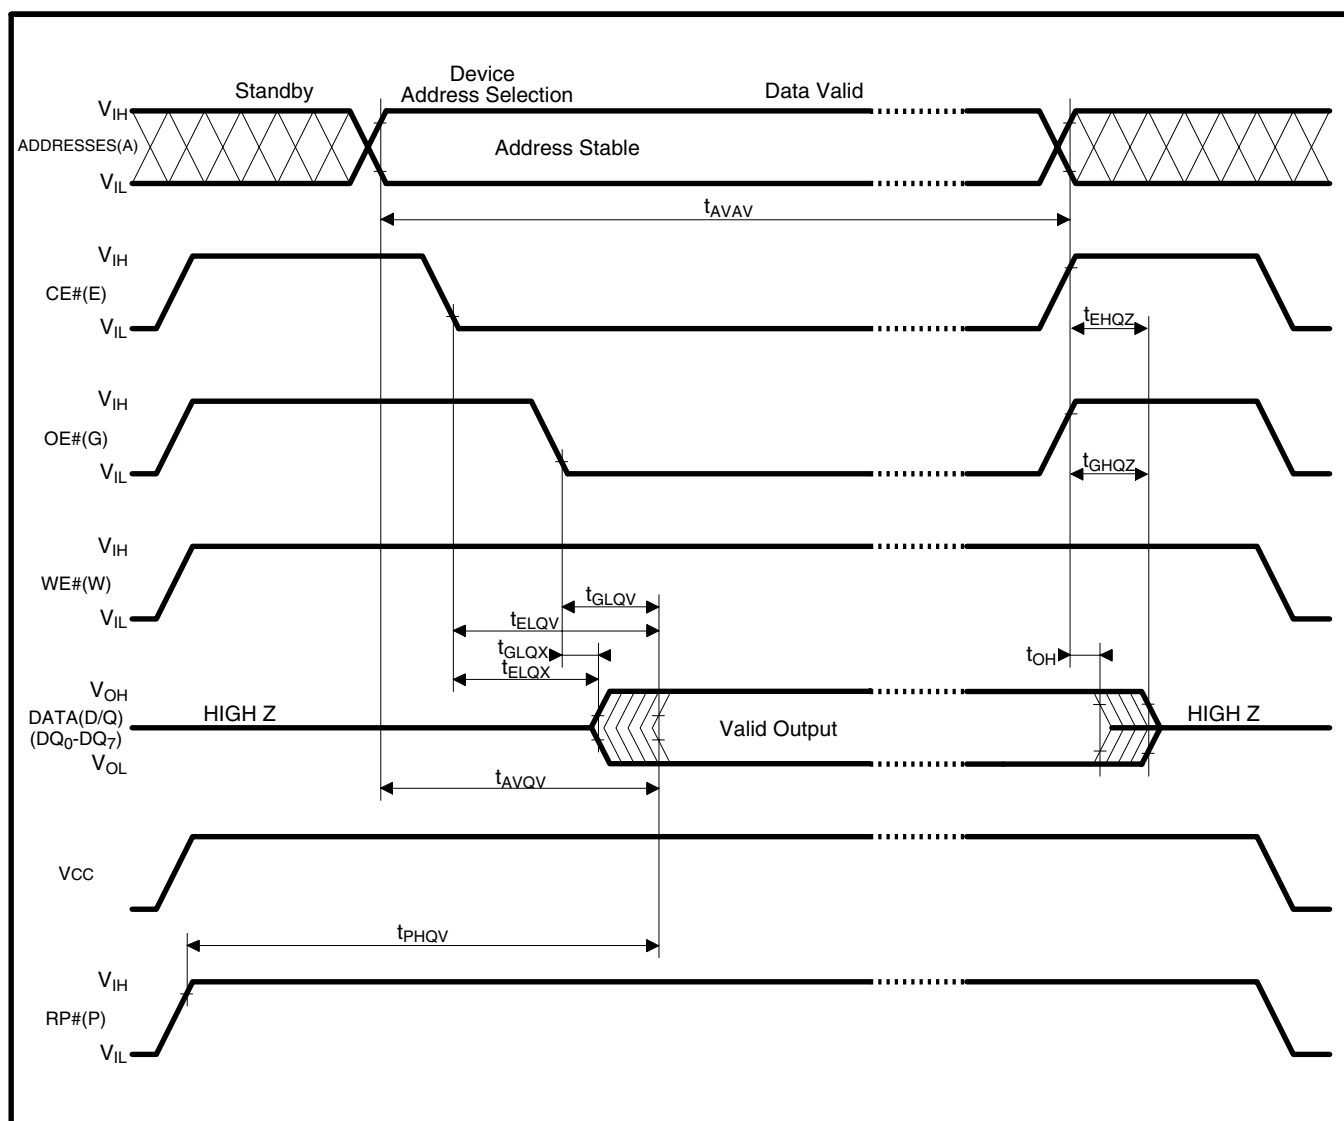 Standby
Device
Address Selection
Data Valid
VIH
ADDRESSES(A)
VIL
Address Stable
tAVAV
VIH
CE#(E)
VIL
tEHQZ
VIH
OE#(G)
VIL
tGHQZ
VIH
WE#(W)
VIL
tGLQV
tELQV
tGLQX
tELQX
tOH
VOH
DATA(D/Q)
(DQ0-DQ7)
VOL
HIGH Z
Valid Output
HIGH Z
tAVQV
VCC
tPHQV
VIH
RP#(P)
VIL